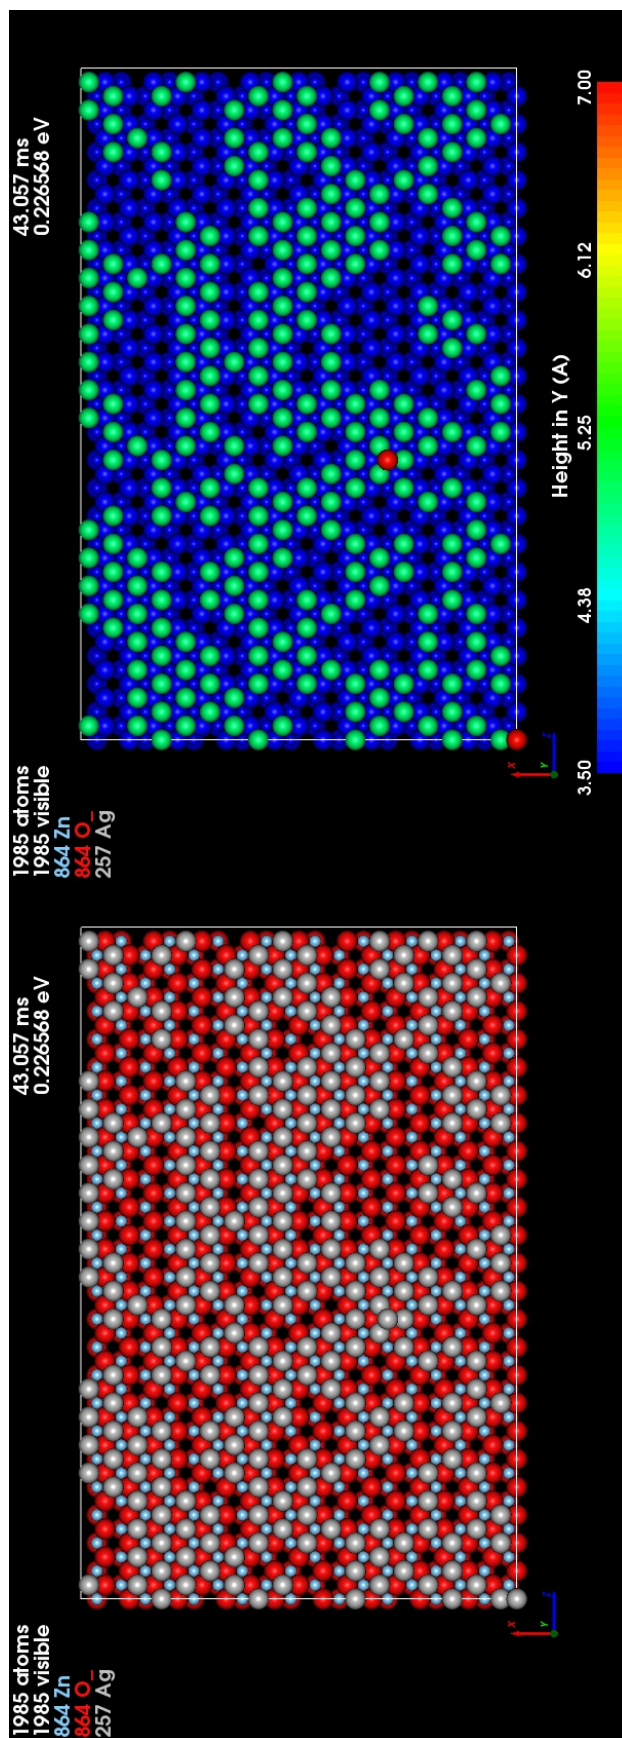 1985 atoms
1985 visible
864 Zn
864 O_
257 Ag
43.057 ms
0.226568 eV
X
Y
Z
1985 atoms
1985 visible
864 Zn
864 O_
257 Ag
43.057 ms
0.226568 eV
X
Y
Z
3.50
4.38
5.25
6.12
7.00
Height in Y (A)